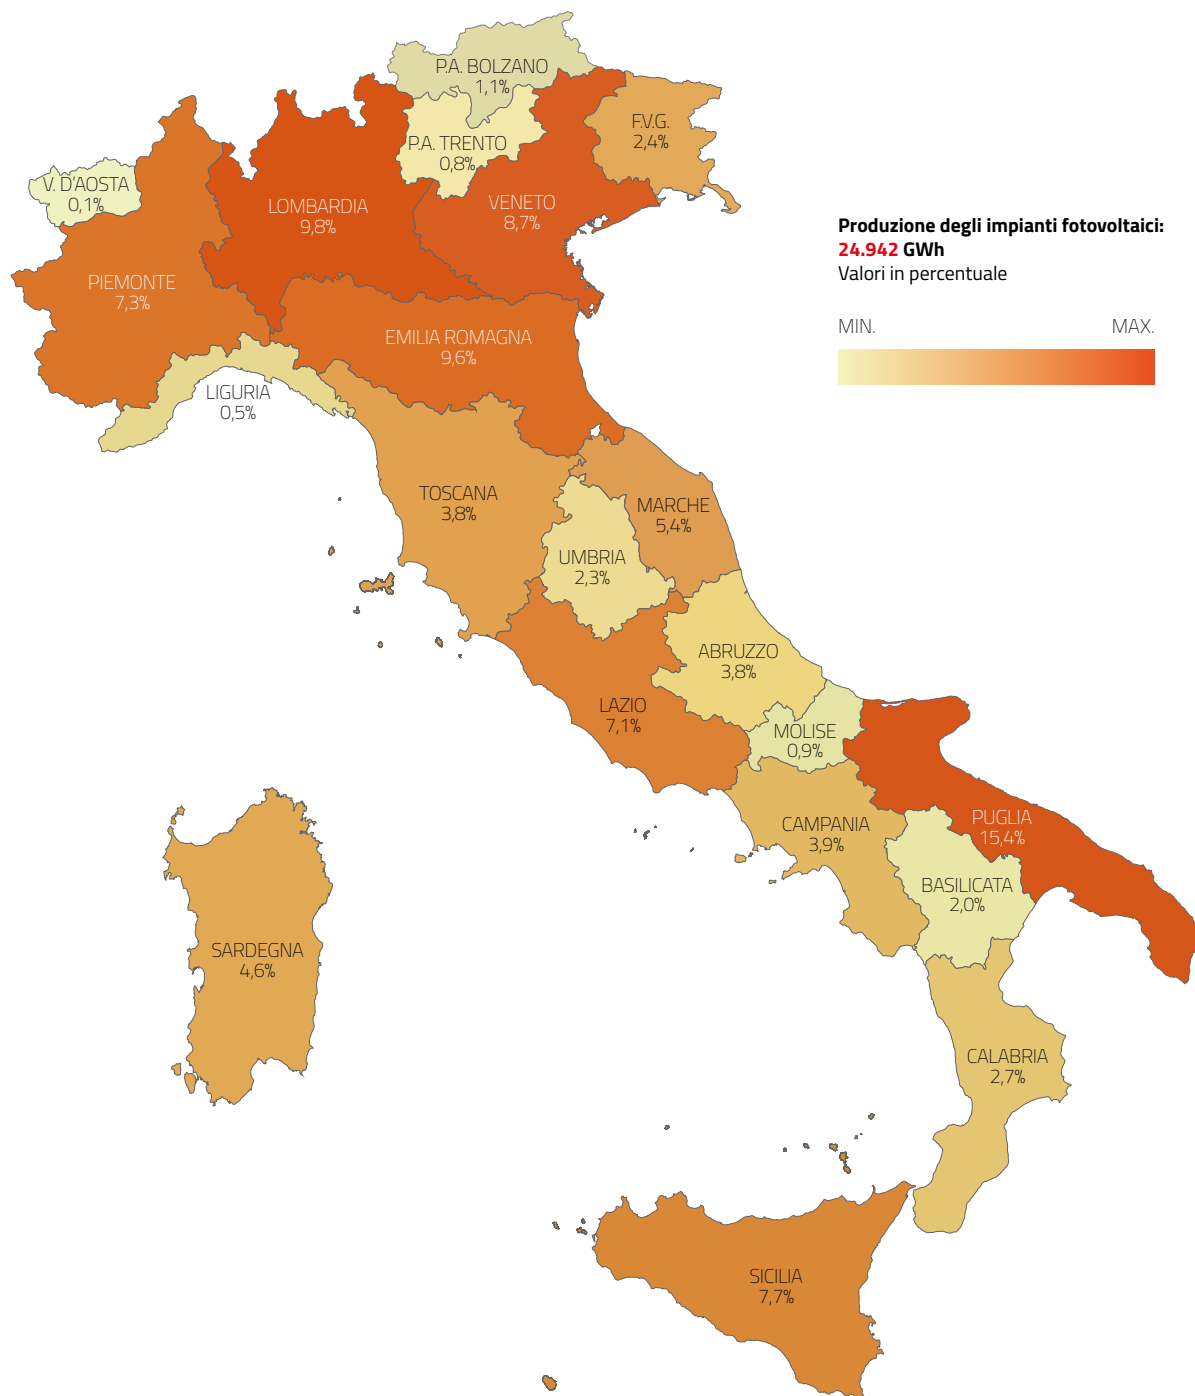 P.A. BOLZANO
1,1%
F.V.G.
2,4%
P.A. TRENTO
0,8%
V. D'AOSTA
0,1%
LOMBARDIA
9,8%
VENETO
8,7%
Produzione degli impianti fotovoltaici:
24.942 GWh
Valori in percentuale
MIN.
MAX.
PIEMONTE
7,3%
EMILIA ROMAGNA
9,6%
LIGURIA
0,5%
TOSCANA
3,8%
MARCHE
5,4%
UMBRIA
2,3%
ABRUZZO
3,8%
LAZIO
7,1%
MOLISE
0,9%
CAMPANIA
3,9%
PUGLIA
15,4%
BASILICATA
2,0%
SARDEGNA
4,6%
CALABRIA
2,7%
SICILIA
7,7%